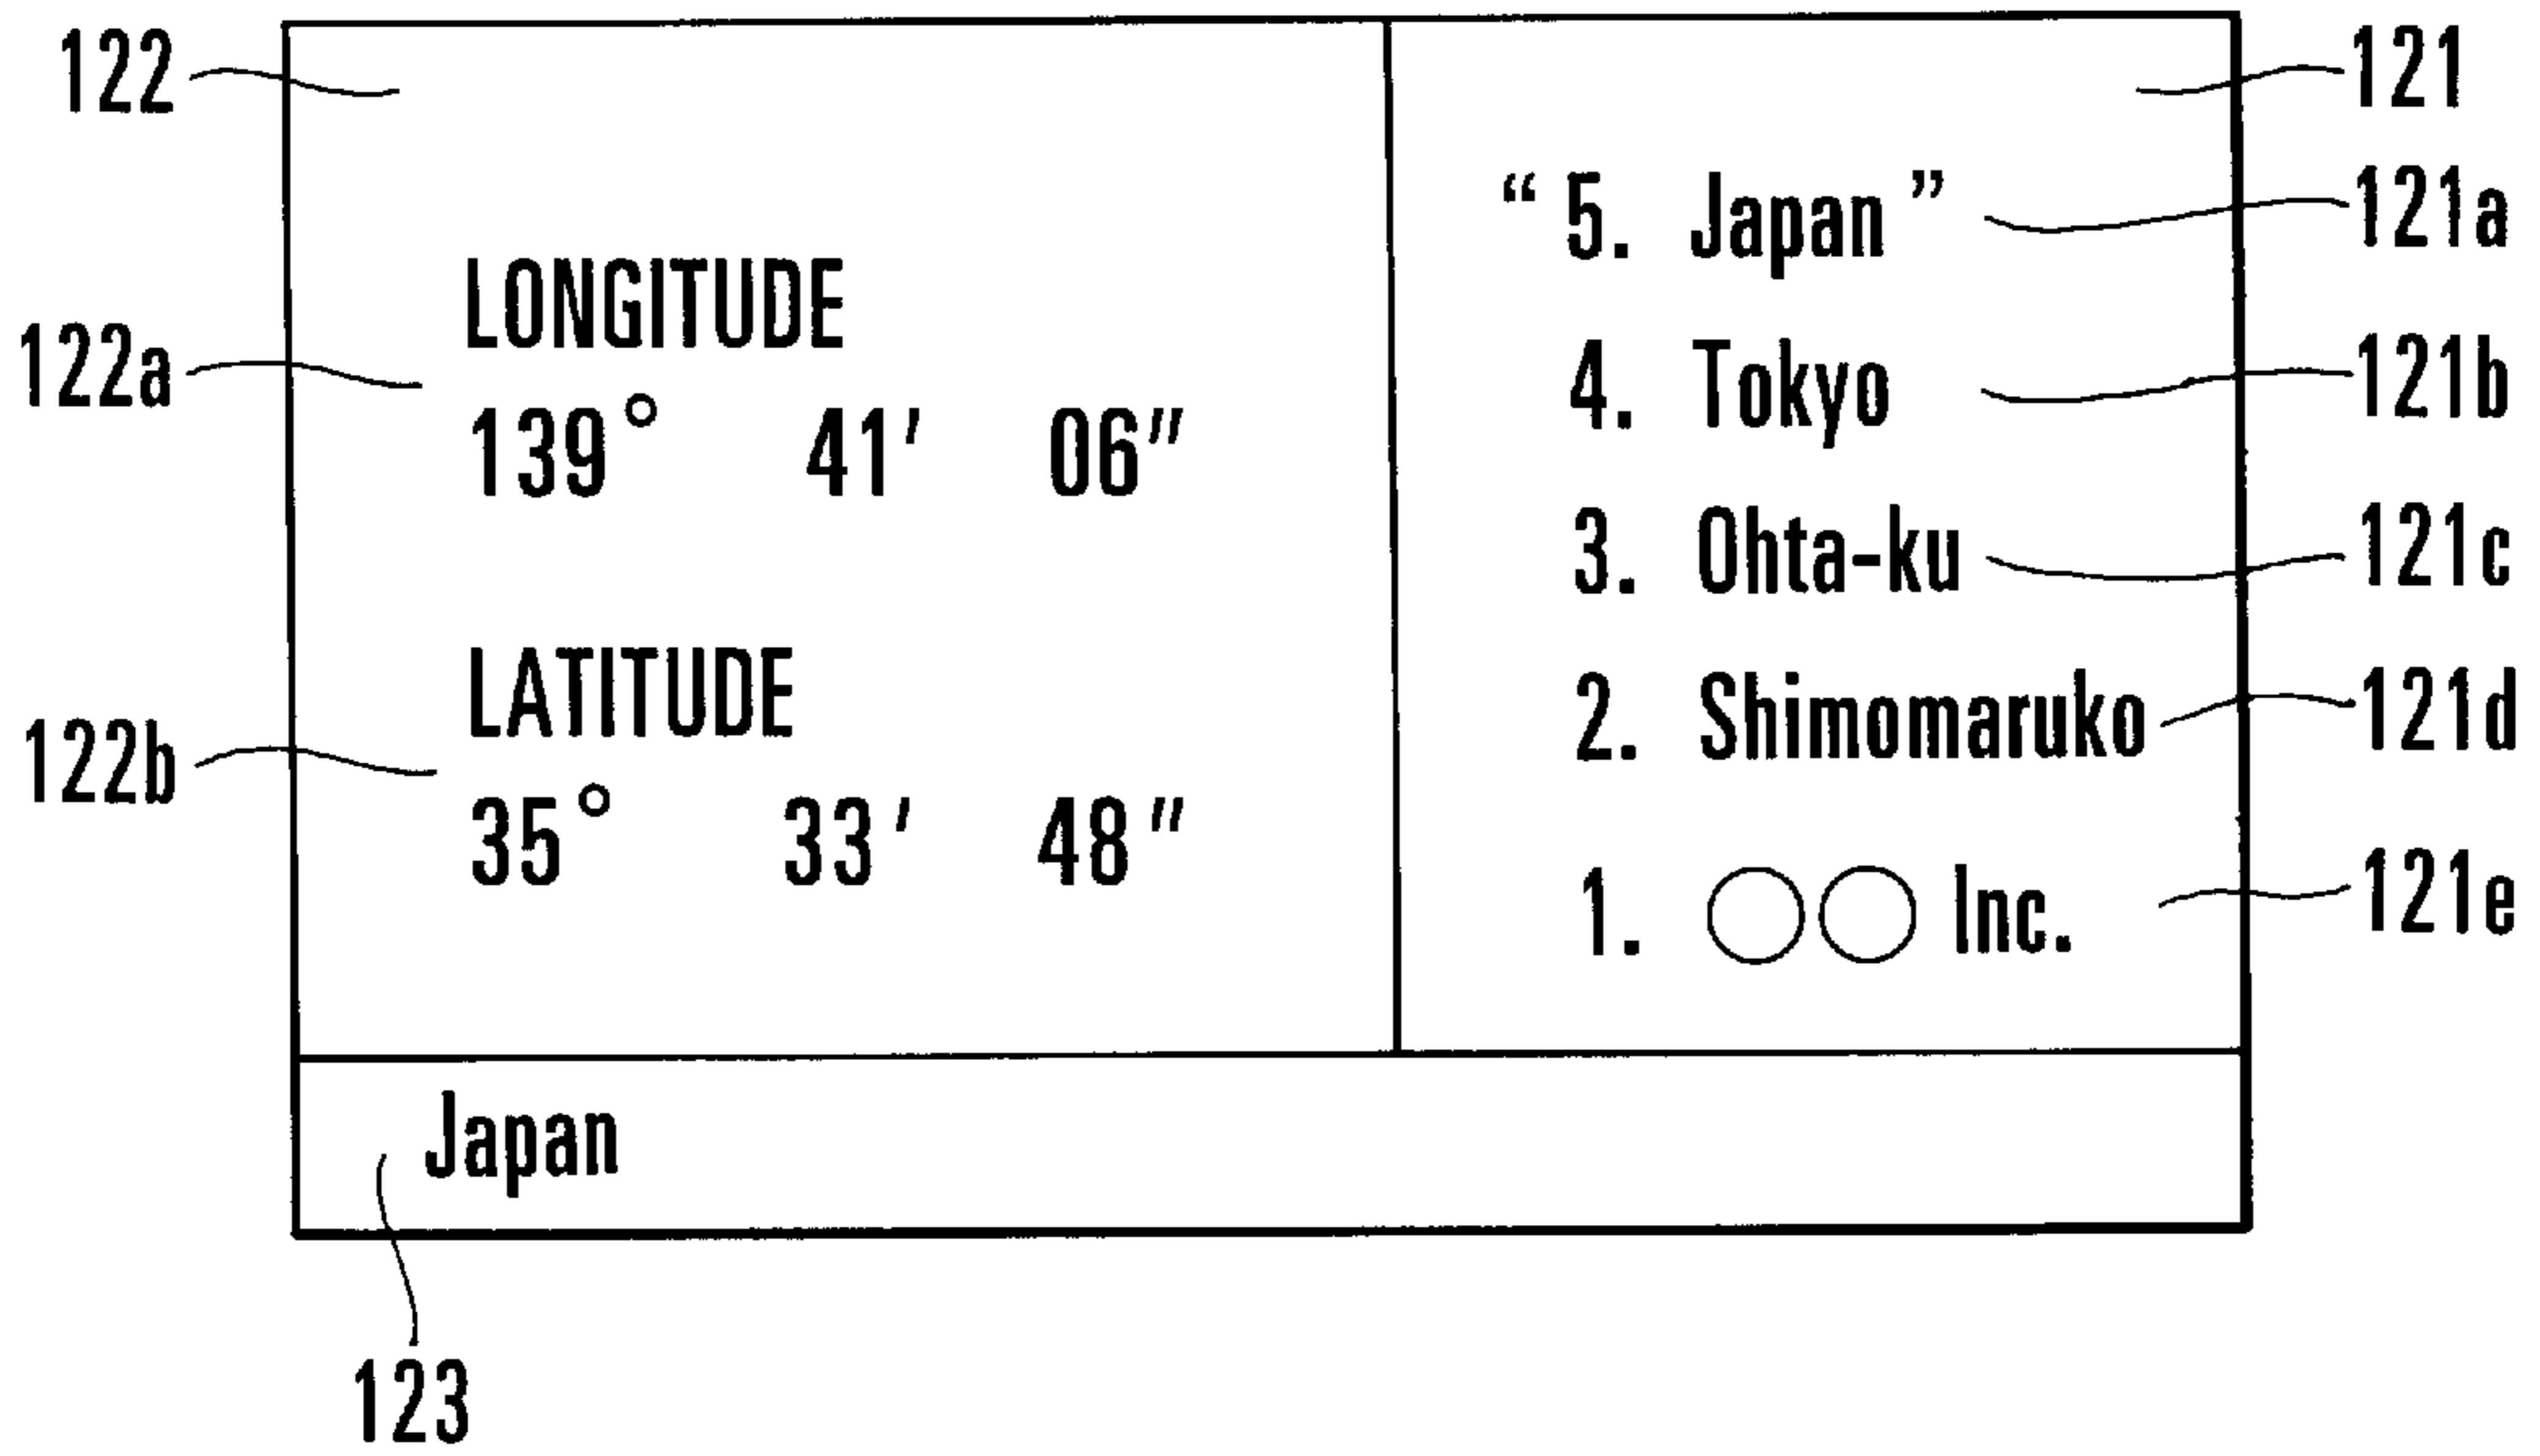 122
121
“ 5. Japan ”
121a
LONGITUDE
122a
139° 41′ 06″
4. Tokyo
121b
3. Ohta-ku
121c
LATITUDE
122b
35° 33′ 48″
2. Shimomaruko
121d
1. ○○ Inc.
121e
Japan
123